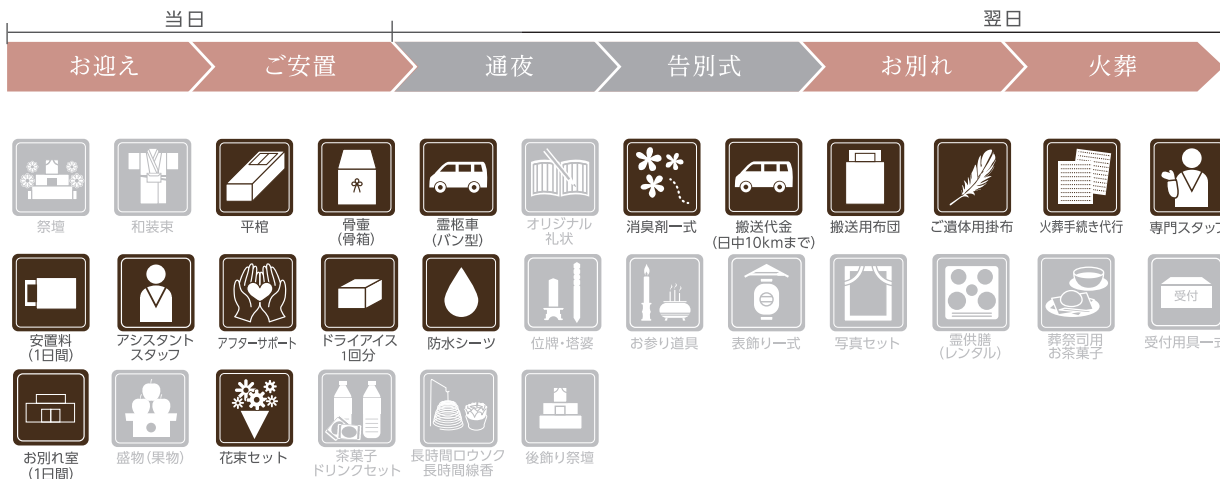 当日
翌日
お迎え
ご安置
通夜
告別式
お別れ
火葬
祭壇
和装束
平棺
骨壷
(骨箱)
霊柩車
(バン型)
オリジナル
礼状
消臭剤一式
搬送代金
(日中10kmまで)
搬送用布団
ご遺体用掛布
火葬手続き代行
専門スタッフ
安置料
(1日間)
アシスタント
スタッフ
アフターサポート
ドライアイス
1回分
防水シーツ
位牌・塔婆
お参り道具
表飾り一式
写真セット
霊供膳
(レンタル)
葬祭司用
お茶菓子
受付
受付用具一式
お別れ室
(1日間)
盛物(果物)
花束セット
茶菓子
ドリンクセット
長時間ロウソク
長時間線香
後飾り祭壇